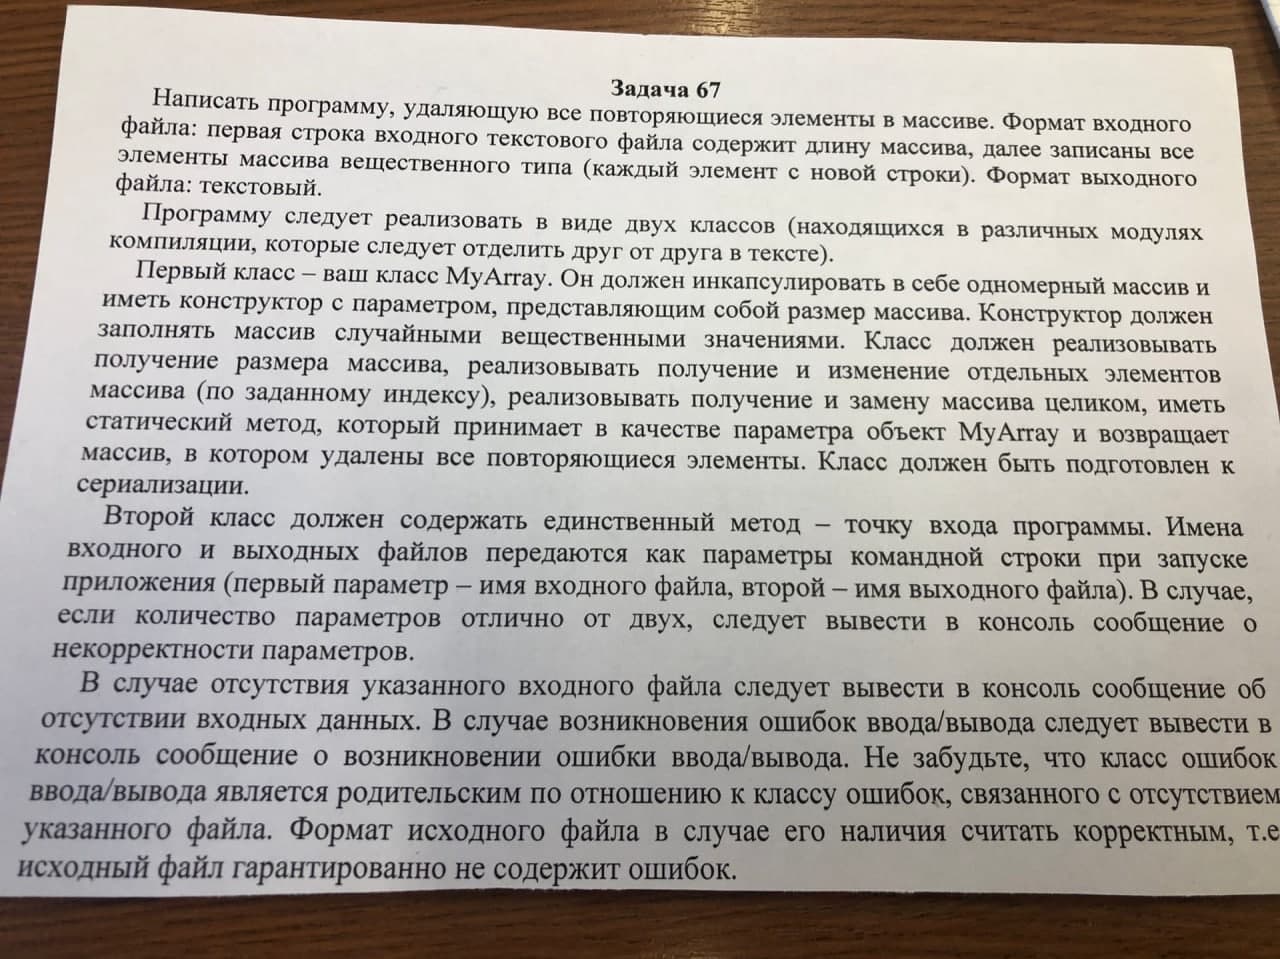 Задача 67
Написать программу, удаляющую все повторяющиеся элементы в массиве. Формат входного
файла: первая строка входного текстового файла содержит длину массива, далее записаны все
элементы массива вещественного типа (каждый элемент с новой строки). Формат выходного
файла: текстовый.
Программу следует реализовать в виде двух классов (находящихся в различных модулях
компиляции, которые следует отделить друг от друга в тексте).
Первый класс – ваш класс MyArray. Он должен инкапсулировать в себе одномерный массив и
иметь конструктор с параметром, представляющим собой размер массива. Конструктор должен
заполнять массив случайными вещественными значениями. Класс должен реализовывать
получение размера массива, реализовывать получение и изменение отдельных элементов
массива (по заданному индексу), реализовывать получение и замену массива целиком, иметь
статический метод, который принимает в качестве параметра объект MyArray и возвращает
массив, в котором удалены все повторяющиеся элементы. Класс должен быть подготовлен к
сериализации.
Второй класс должен содержать единственный метод – точку входа программы. Имена
входного и выходных файлов передаются как параметры командной строки при запуске
приложения (первый параметр – имя входного файла, второй – имя выходного файла). В случае,
если количество параметров отлично от двух, следует вывести в консоль сообщение о
некорректности параметров.
В случае отсутствия указанного входного файла следует вывести в консоль сообщение об
отсутствии входных данных. В случае возникновения ошибок ввода/вывода следует вывести в
консоль сообщение о возникновении ошибки ввода/вывода. Не забудьте, что класс ошибок
ввода/вывода является родительским по отношению к классу ошибок, связанного с отсутствием
указанного файла. Формат исходного файла в случае его наличия считать корректным, т.е
исходный файл гарантированно не содержит ошибок.